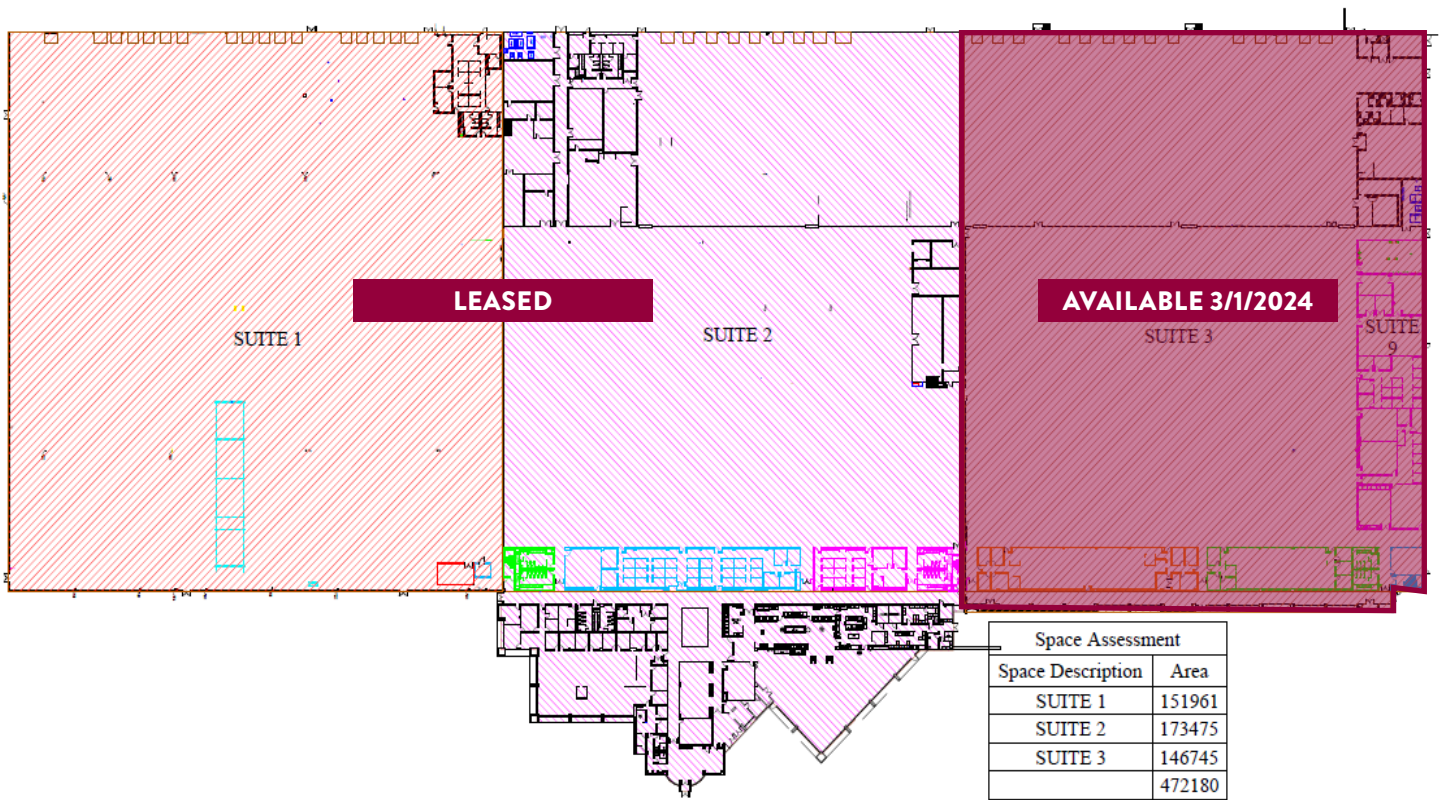 LEASED
AVAILABLE 3/1/2024
SUITE 1
SUITE 2
SUITE 3
SUITE
9
Space Assessment
Space Description Area
SUITE 1 151961
SUITE 2 173475
SUITE 3 146745
472180